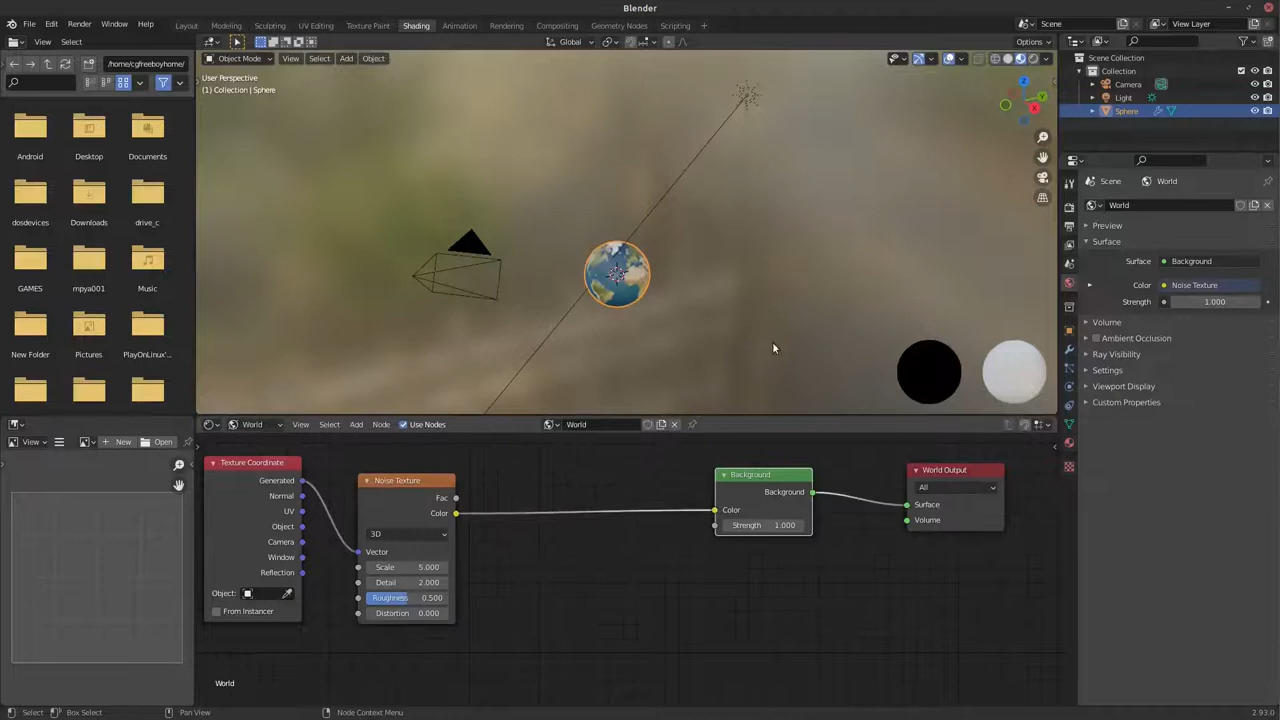 Blender
File Edit Render Window Help Layout Modeling Sculpting UV Editing Texture Paint Shading Animation Rendering Compositing Geometry Nodes Scripting + Scene View Layer
View Select Global Options
/home/cgfreeboyhome/ Object Mode View Select Add Object
User Perspective
(1) Collection | Sphere
Scene Collection
Collection
Camera
Light
Sphere
Z
Y
X
Android Desktop Documents
dosdevices Downloads drive_c
GAMES mpya001 Music
New Folder Pictures PlayOnLinux'...
Scene World
World
Preview
Surface
Surface Background
Color Noise Texture
Strength 1.000
Volume
Ambient Occlusion
Ray Visibility
Settings
Viewport Display
Custom Properties
View New Open
World View Select Add Node Use Nodes World
Texture Coordinate
Generated
Normal
UV
Object
Camera
Window
Reflection
Object:
From Instancer
Noise Texture
Fac
Color
3D
Vector
Scale 5.000
Detail 2.000
Roughness 0.500
Distortion 0.000
Background
Background
Color
Strength 1.000
World Output
All
Surface
Volume
World
Select Box Select Pan View Node Context Menu 2.93.0